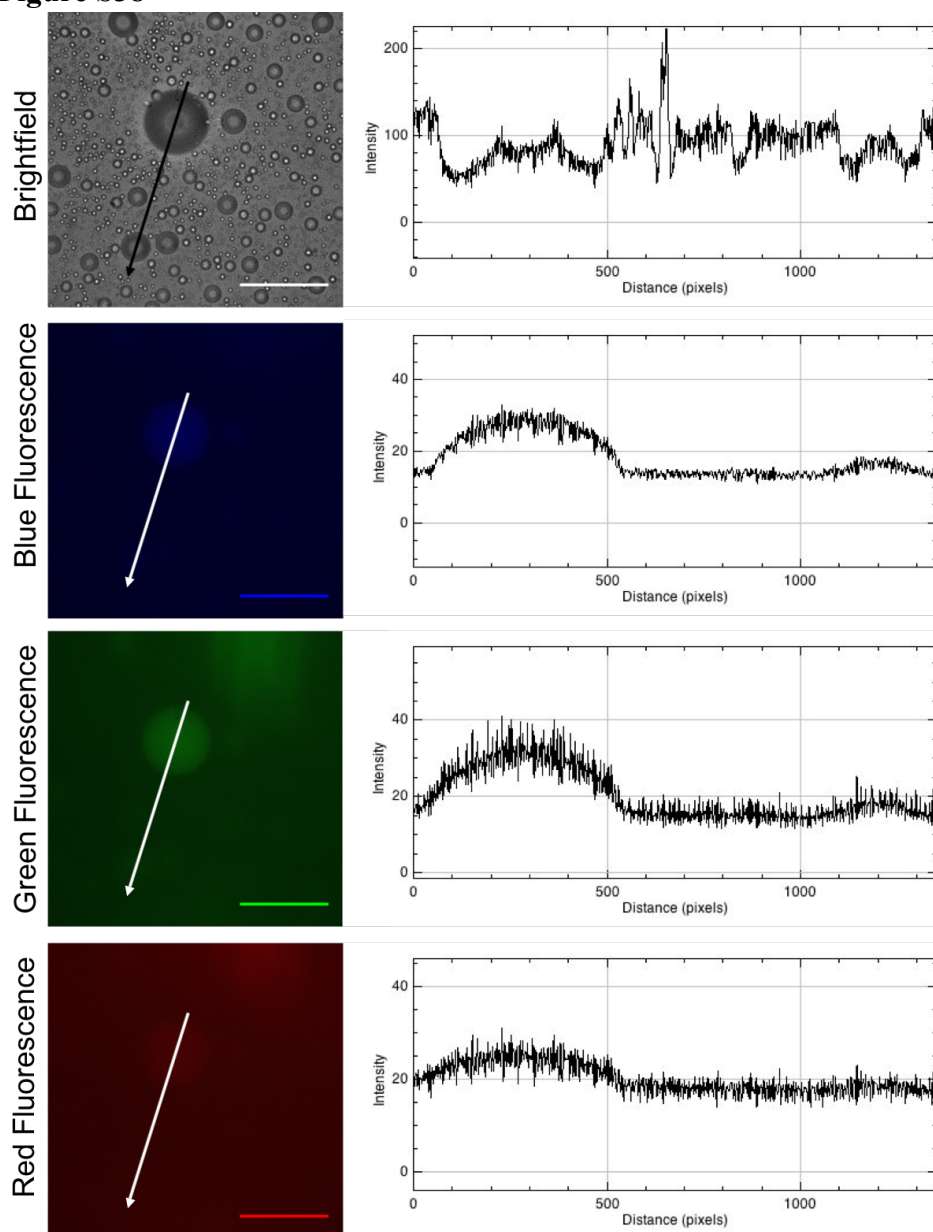 Brightfield
200
100
0
Intensity
0 500 1000
Distance (pixels)
Blue Fluorescence
40
20
0
Intensity
0 500 1000
Distance (pixels)
Green Fluorescence
40
20
0
Intensity
0 500 1000
Distance (pixels)
Red Fluorescence
40
20
0
Intensity
0 500 1000
Distance (pixels)